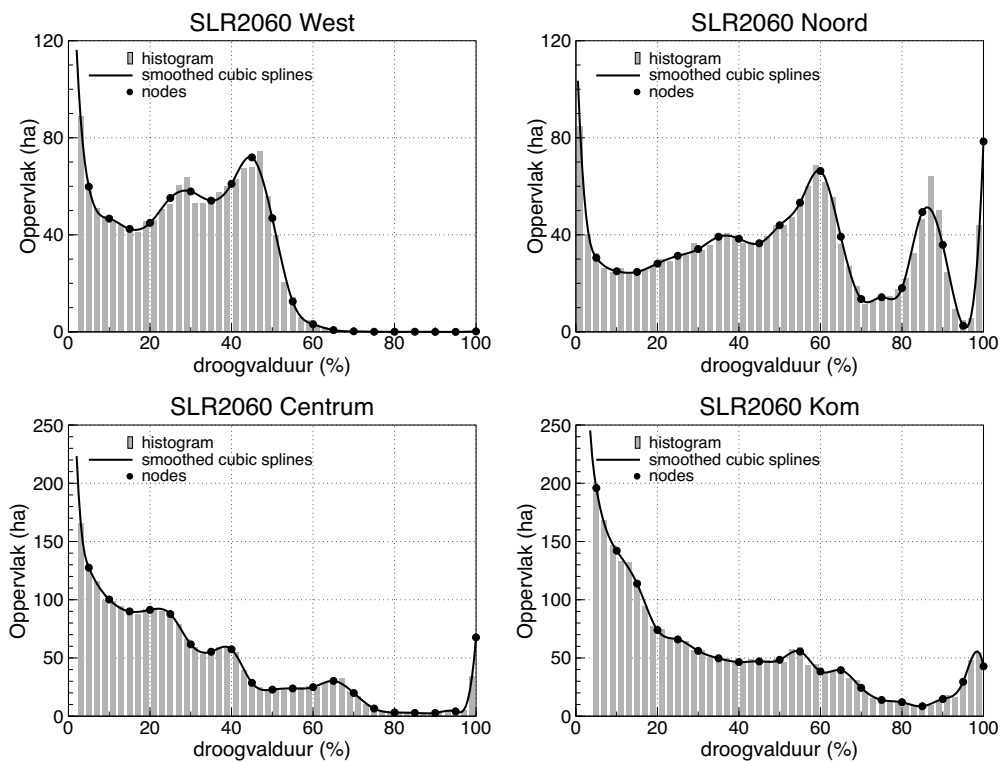 SLR2060 West
120
80
40
0
Oppervlak (ha)
histogram
smoothed cubic splines
nodes
0 20 40 60 80 100
droogvalduur (%)
SLR2060 Noord
120
80
40
0
Oppervlak (ha)
histogram
smoothed cubic splines
nodes
0 20 40 60 80 100
droogvalduur (%)
SLR2060 Centrum
250
200
150
100
50
0
Oppervlak (ha)
histogram
smoothed cubic splines
nodes
0 20 40 60 80 100
droogvalduur (%)
SLR2060 Kom
250
200
150
100
50
0
Oppervlak (ha)
histogram
smoothed cubic splines
nodes
0 20 40 60 80 100
droogvalduur (%)